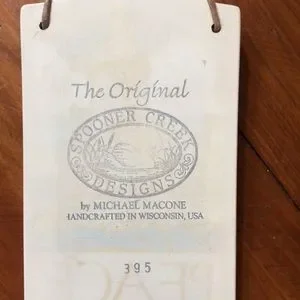 The Original
SPOONER CREEK
DESIGNS
by MICHAEL MACONE
HANDCRAFTED IN WISCONSIN, USA
395